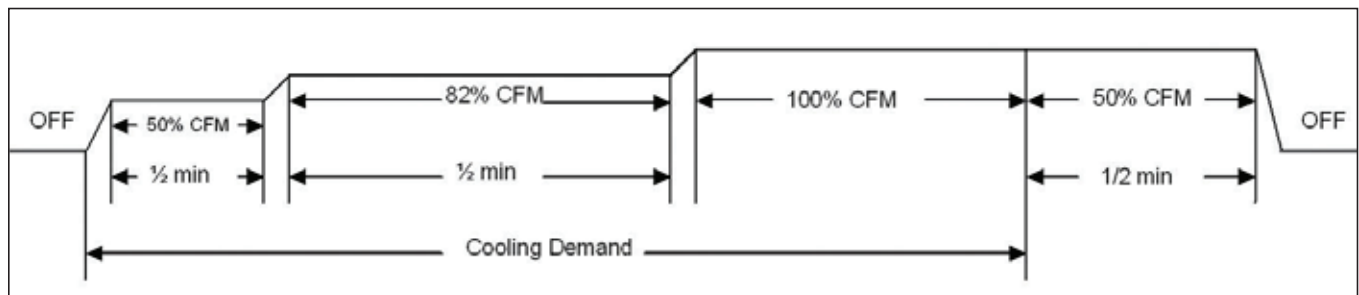 OFF
50% CFM
82% CFM
100% CFM
50% CFM
OFF
½ min
½ min
1/2 min
Cooling Demand